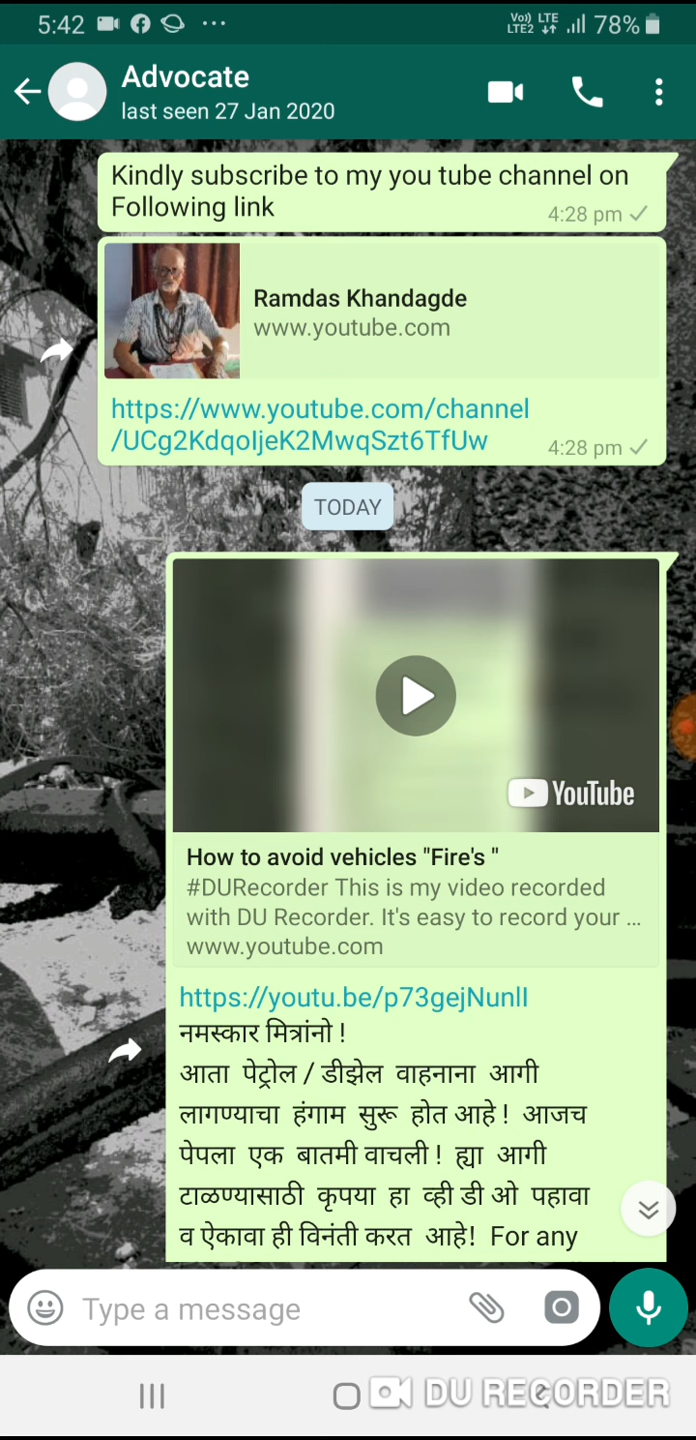 5:42
Vo)) LTE
LTE2
78%
Advocate
last seen 27 Jan 2020
Kindly subscribe to my you tube channel on
Following link
4:28 pm
Ramdas Khandagde
www.youtube.com
https://www.youtube.com/channel
/UCg2KdqoIjeK2MwqSzt6TfUw
4:28 pm
TODAY
YouTube
How to avoid vehicles "Fire's "
#DURecorder This is my video recorded
with DU Recorder. It's easy to record your ...
www.youtube.com
https://youtu.be/p73gejNunlI
नमस्कार मित्रांनो !
आता पेट्रोल / डीझेल वाहनाना आगी
लागण्याचा हंगाम सुरू होत आहे ! आजच
पेपला एक बातमी वाचली ! ह्या आगी
टाळण्यासाठी कृपया हा व्ही डी ओ पहावा
व ऐकावा ही विनंती करत आहे! For any
Type a message
DU RECORDER